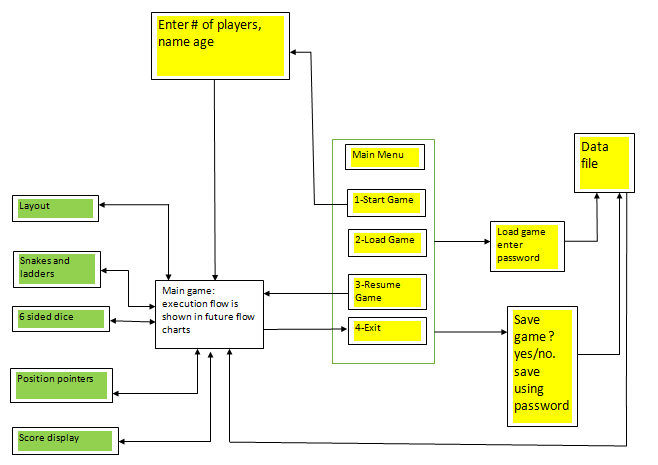 Enter # of players,
name age
Main Menu
1-Start Game
2-Load Game
3-Resume
Game
4-Exit
Data
file
Load game
enter
password
Save
game ?
yes/no.
save
using
password
Layout
Snakes and
ladders
6 sided dice
Position pointers
Score display
Main game:
execution flow is
shown in future flow
charts